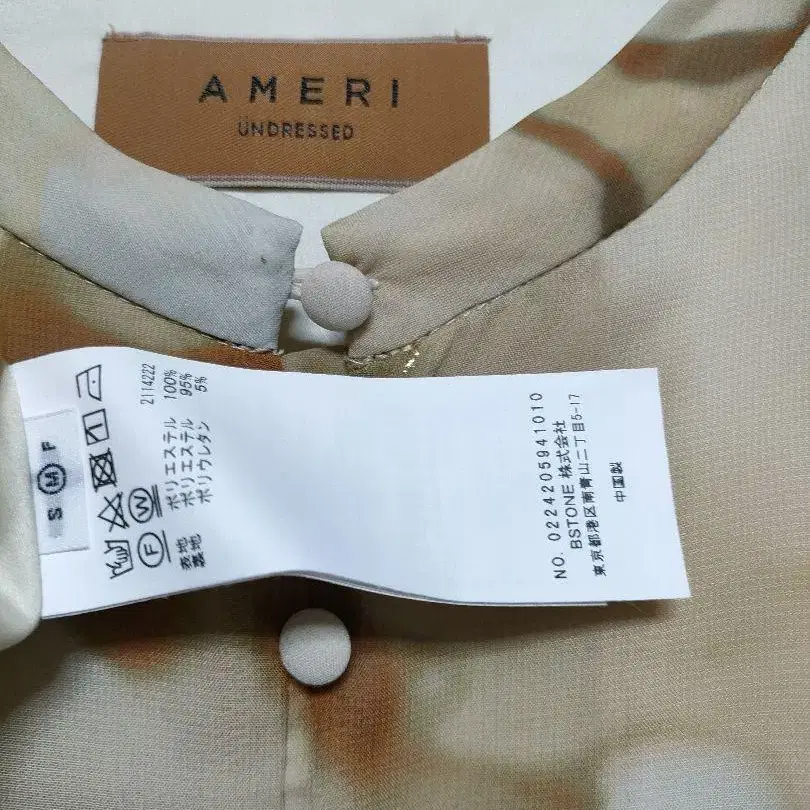 AMERI
UNDRESSED
S M F
2114222
表地 ポリエステル 100%
裏地 ポリエステル 95%
ポリウレタン 5%
F W
NO. 0224205941010
BSTONE 株式会社
東京都港区南青山二丁目5-17
中国製